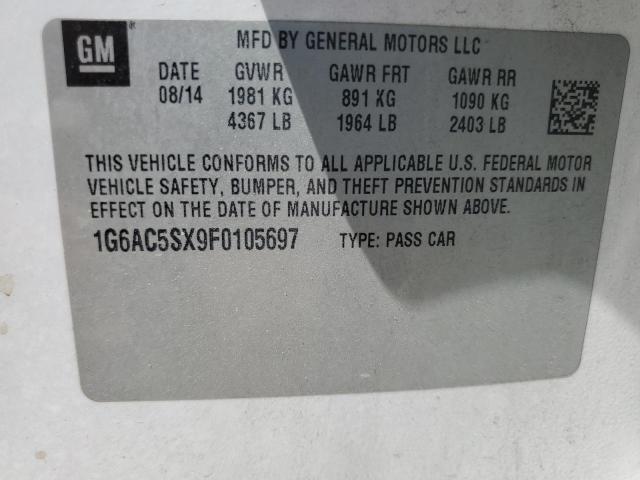 GM
MFD BY GENERAL MOTORS LLC
DATE GVWR GAWR FRT GAWR RR
08/14 1981 KG 891 KG 1090 KG
4367 LB 1964 LB 2403 LB
THIS VEHICLE CONFORMS TO ALL APPLICABLE U.S. FEDERAL MOTOR
VEHICLE SAFETY, BUMPER, AND THEFT PREVENTION STANDARDS IN
EFFECT ON THE DATE OF MANUFACTURE SHOWN ABOVE.
1G6AC5SX9F0105697 TYPE: PASS CAR